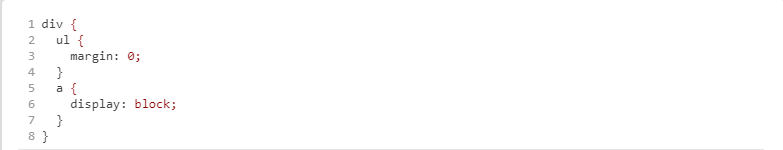 1 div {
2   ul {
3     margin: 0;
4   }
5   a {
6     display: block;
7   }
8 }